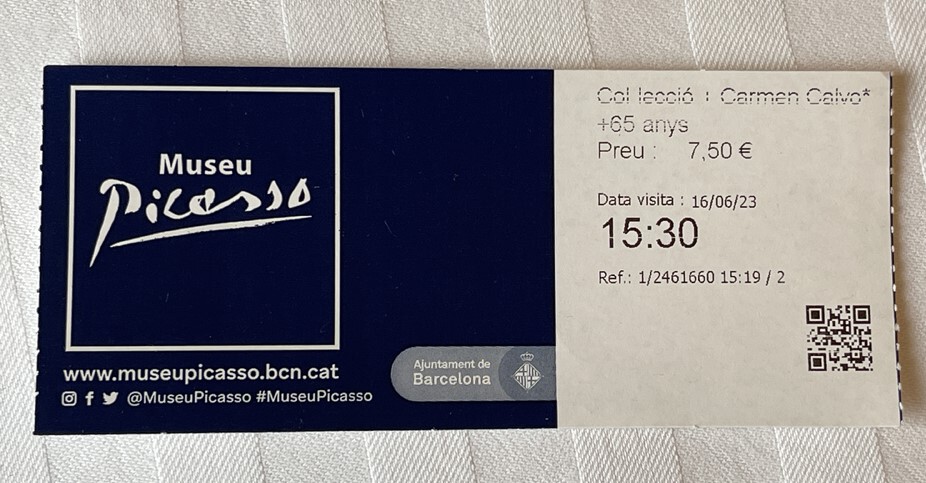 Museu
Picasso
www.museupicasso.bcn.cat
@MuseuPicasso #MuseuPicasso
Ajuntament de
Barcelona
Col·lecció i Carmen Calvo*
+65 anys
Preu : 7,50 €
Data visita : 16/06/23
15:30
Ref.: 1/2461660 15:19 / 2